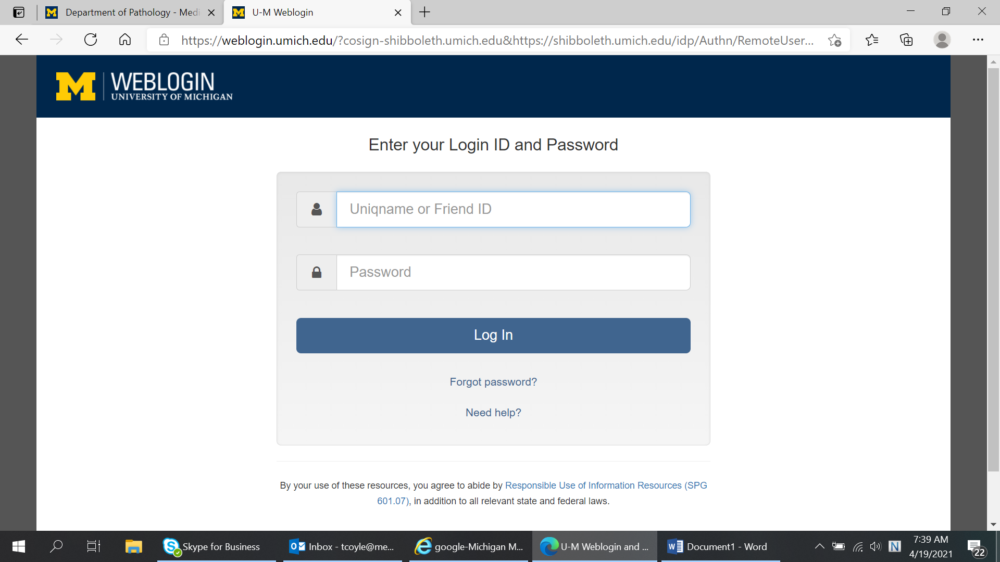 Department of Pathology - Medi
U-M Weblogin
https://weblogin.umich.edu/?cosign-shibboleth.umich.edu&https://shibboleth.umich.edu/idp/Authn/RemoteUser...
M WEBLOGIN
UNIVERSITY OF MICHIGAN
Enter your Login ID and Password
Uniqname or Friend ID
Password
Log In
Forgot password?
Need help?
By your use of these resources, you agree to abide by Responsible Use of Information Resources (SPG
601.07), in addition to all relevant state and federal laws.
Skype for Business
Inbox - tcoyle@me...
google-Michigan M...
U-M Weblogin and ...
Document1 - Word
N
7:39 AM
4/19/2021
22